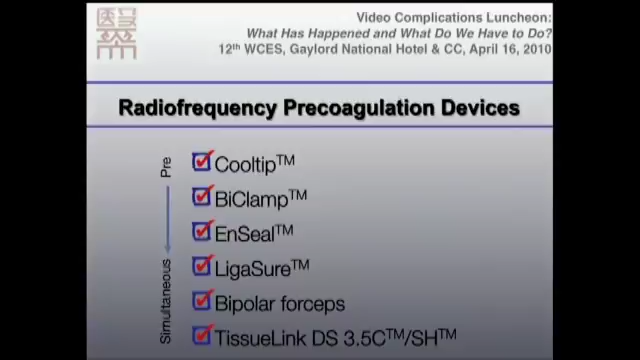 Video Complications Luncheon:
What Has Happened and What Do We Have to Do?
12th WCES, Gaylord National Hotel & CC, April 16, 2010
Radiofrequency Precoagulation Devices
Pre
Simultaneous
Cooltip™
BiClamp™
EnSeal™
LigaSure™
Bipolar forceps
TissueLink DS 3.5C™/SH™